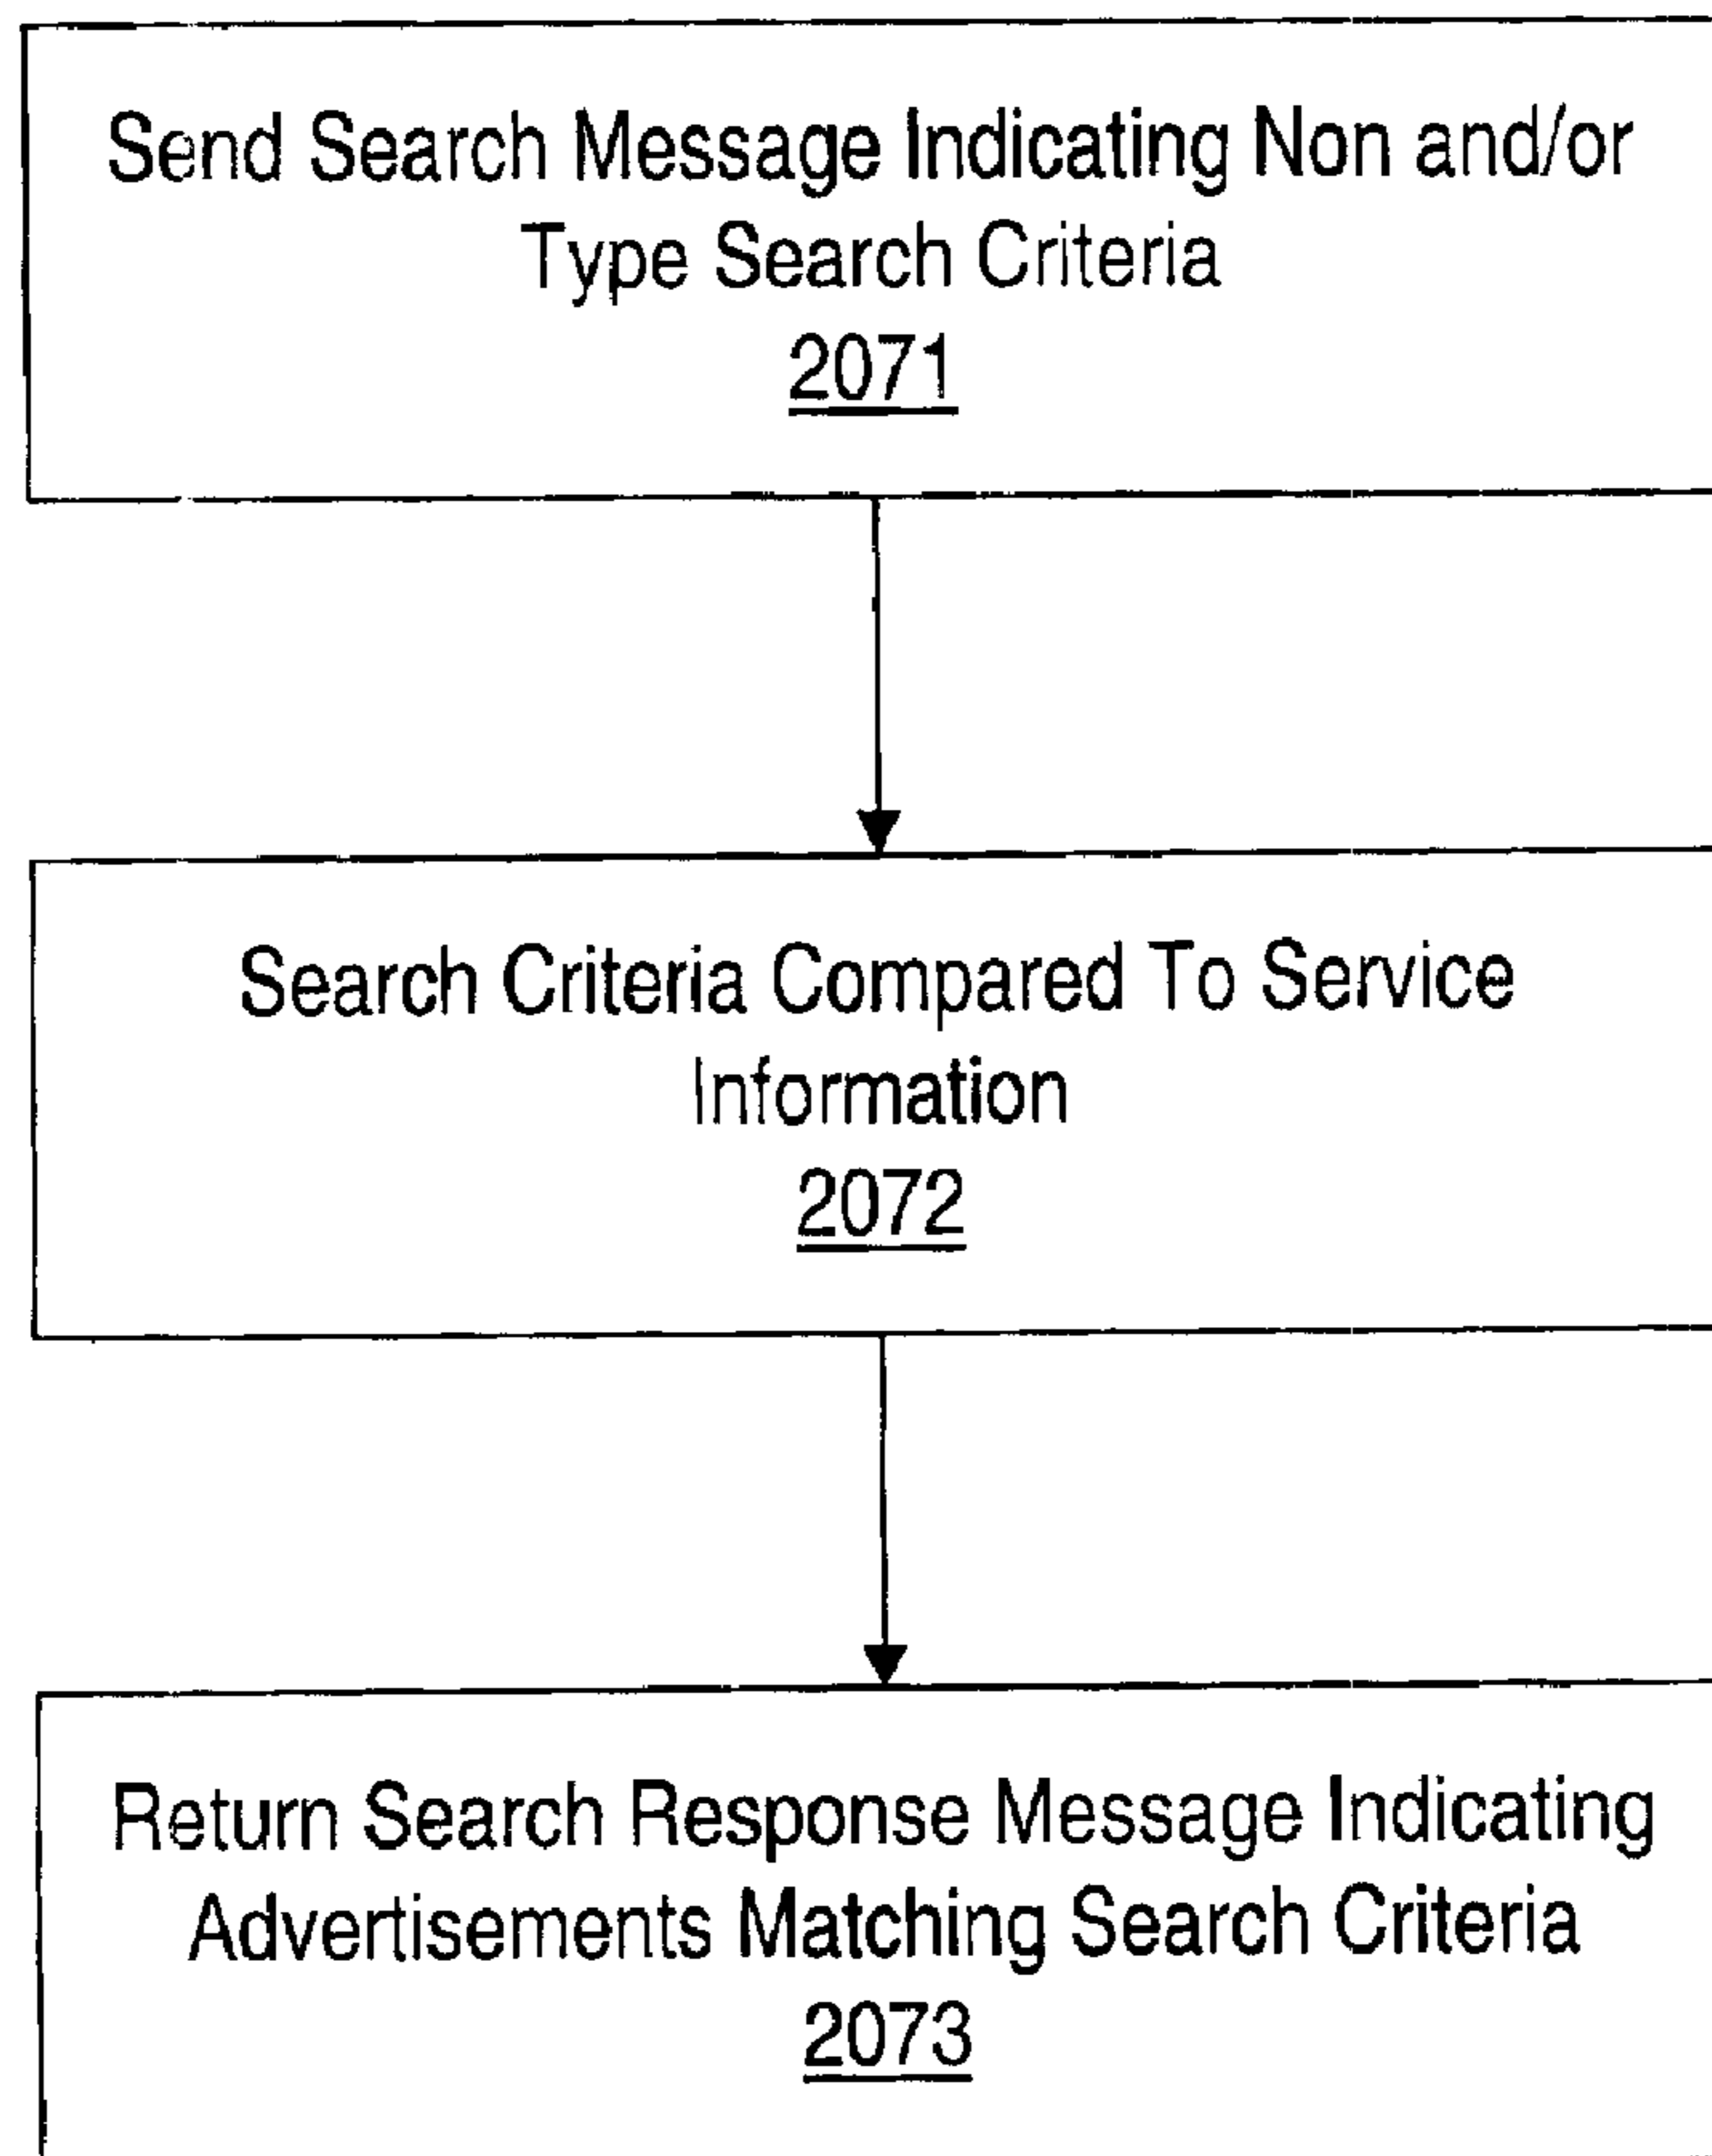 Send Search Message Indicating Non and/or
Type Search Criteria
2071
Search Criteria Compared To Service
Information
2072
Return Search Response Message Indicating
Advertisements Matching Search Criteria
2073